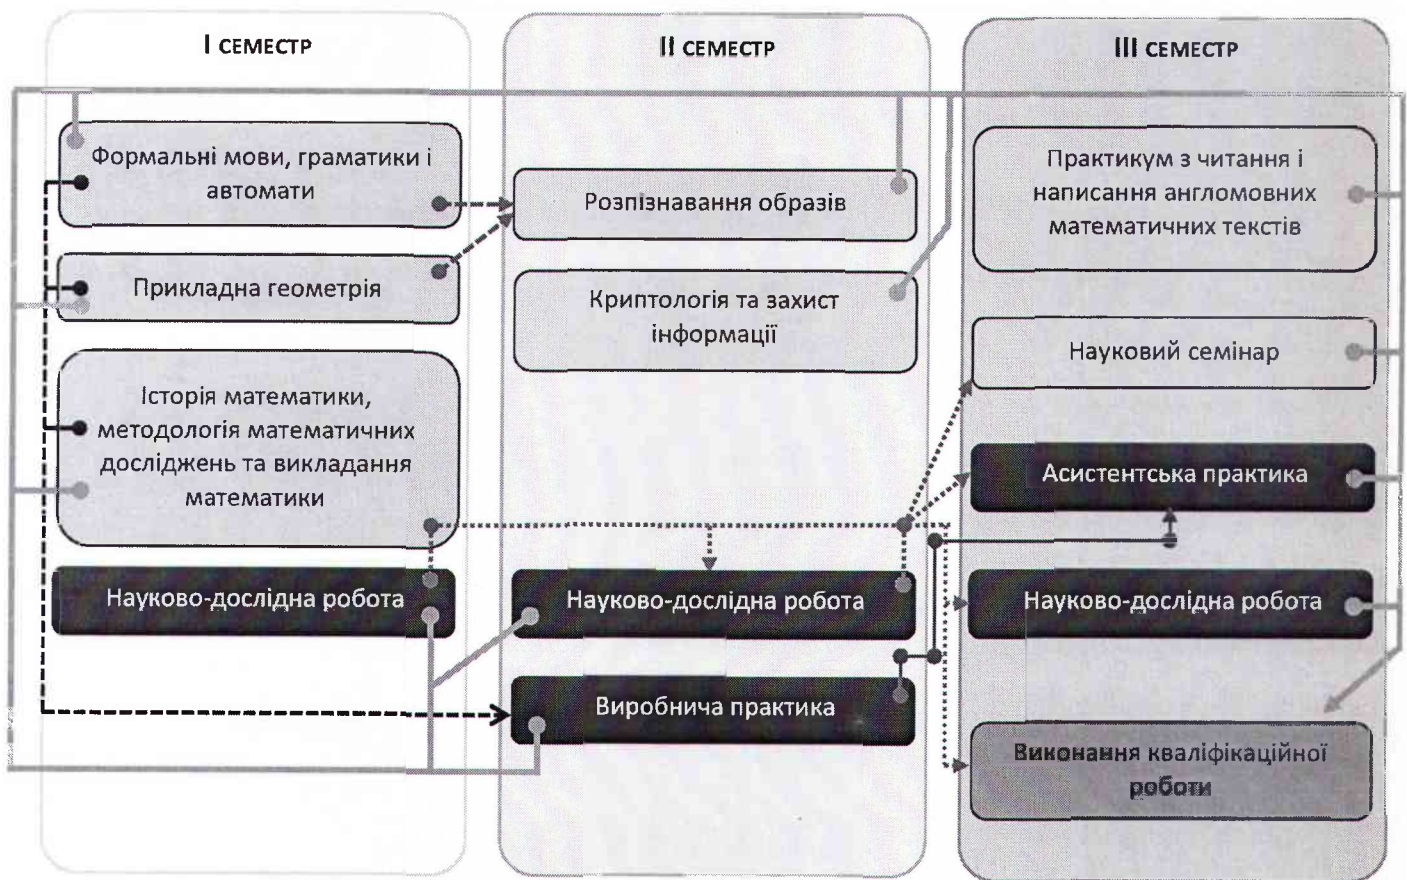 I СЕМЕСТР
Формальні мови, граматики і
автомати
Прикладна геометрія
Історія математики,
методологія математичних
досліджень та викладання
математики
Науково-дослідна робота
II СЕМЕСТР
Розпізнавання образів
Криптологія та захист
інформації
Науково-дослідна робота
Виробнича практика
III СЕМЕСТР
Практикум з читання і
написання англомовних
математичних текстів
Науковий семінар
Асистентська практика
Науково-дослідна робота
Виконання кваліфікаційної
роботи